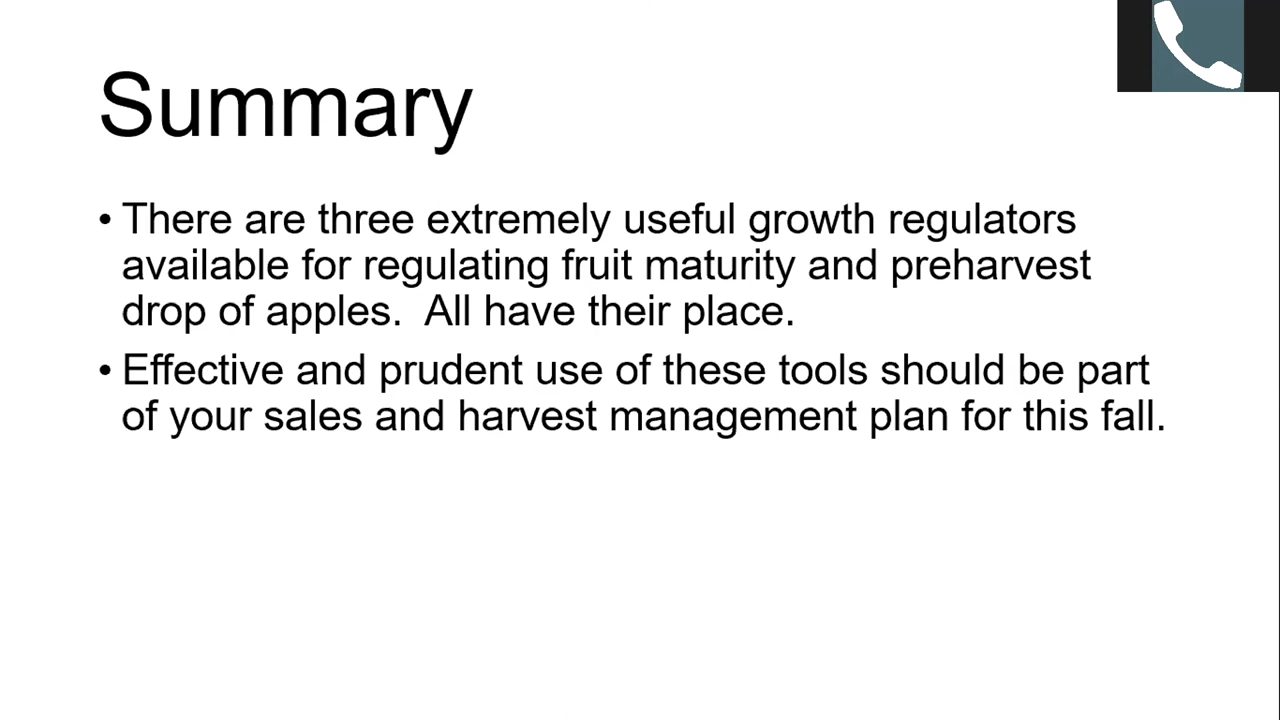 Summary
• There are three extremely useful growth regulators
available for regulating fruit maturity and preharvest
drop of apples.  All have their place.
• Effective and prudent use of these tools should be part
of your sales and harvest management plan for this fall.